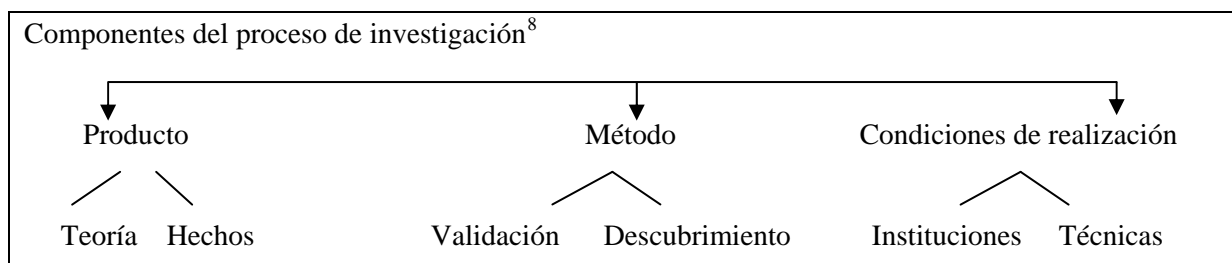 Componentes del proceso de investigación⁸
Producto Método Condiciones de realización
Teoría Hechos Validación Descubrimiento Instituciones Técnicas